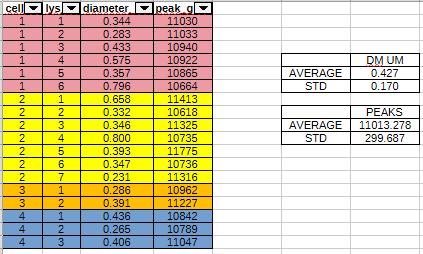 cell lys diameter_ peak_g
1 1 0.344 11030
1 2 0.283 11033
1 3 0.433 10940
1 4 0.575 10922
1 5 0.357 10865
1 6 0.796 10664
2 1 0.658 11413
2 2 0.332 10618
2 3 0.346 11325
2 4 0.800 10735
2 5 0.393 11775
2 6 0.347 10736
2 7 0.231 11316
3 1 0.286 10962
3 2 0.391 11227
4 1 0.436 10842
4 2 0.265 10789
4 3 0.406 11047
DM UM
AVERAGE 0.427
STD 0.170
PEAKS
AVERAGE 11013.278
STD 299.687